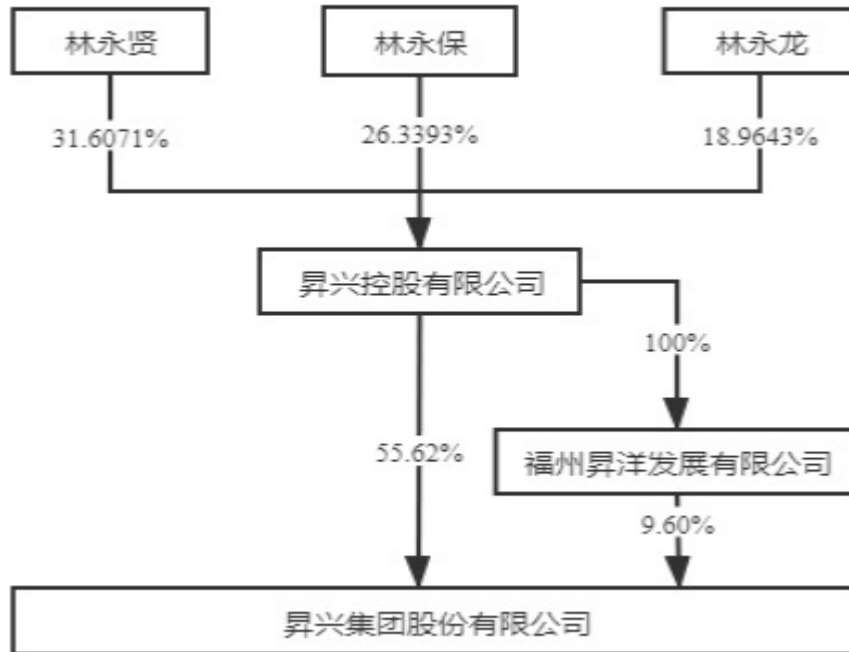 林永贤
林永保
林永龙
31.6071%
26.3393%
18.9643%
昇兴控股有限公司
100%
55.62%
福州昇洋发展有限公司
9.60%
昇兴集团股份有限公司